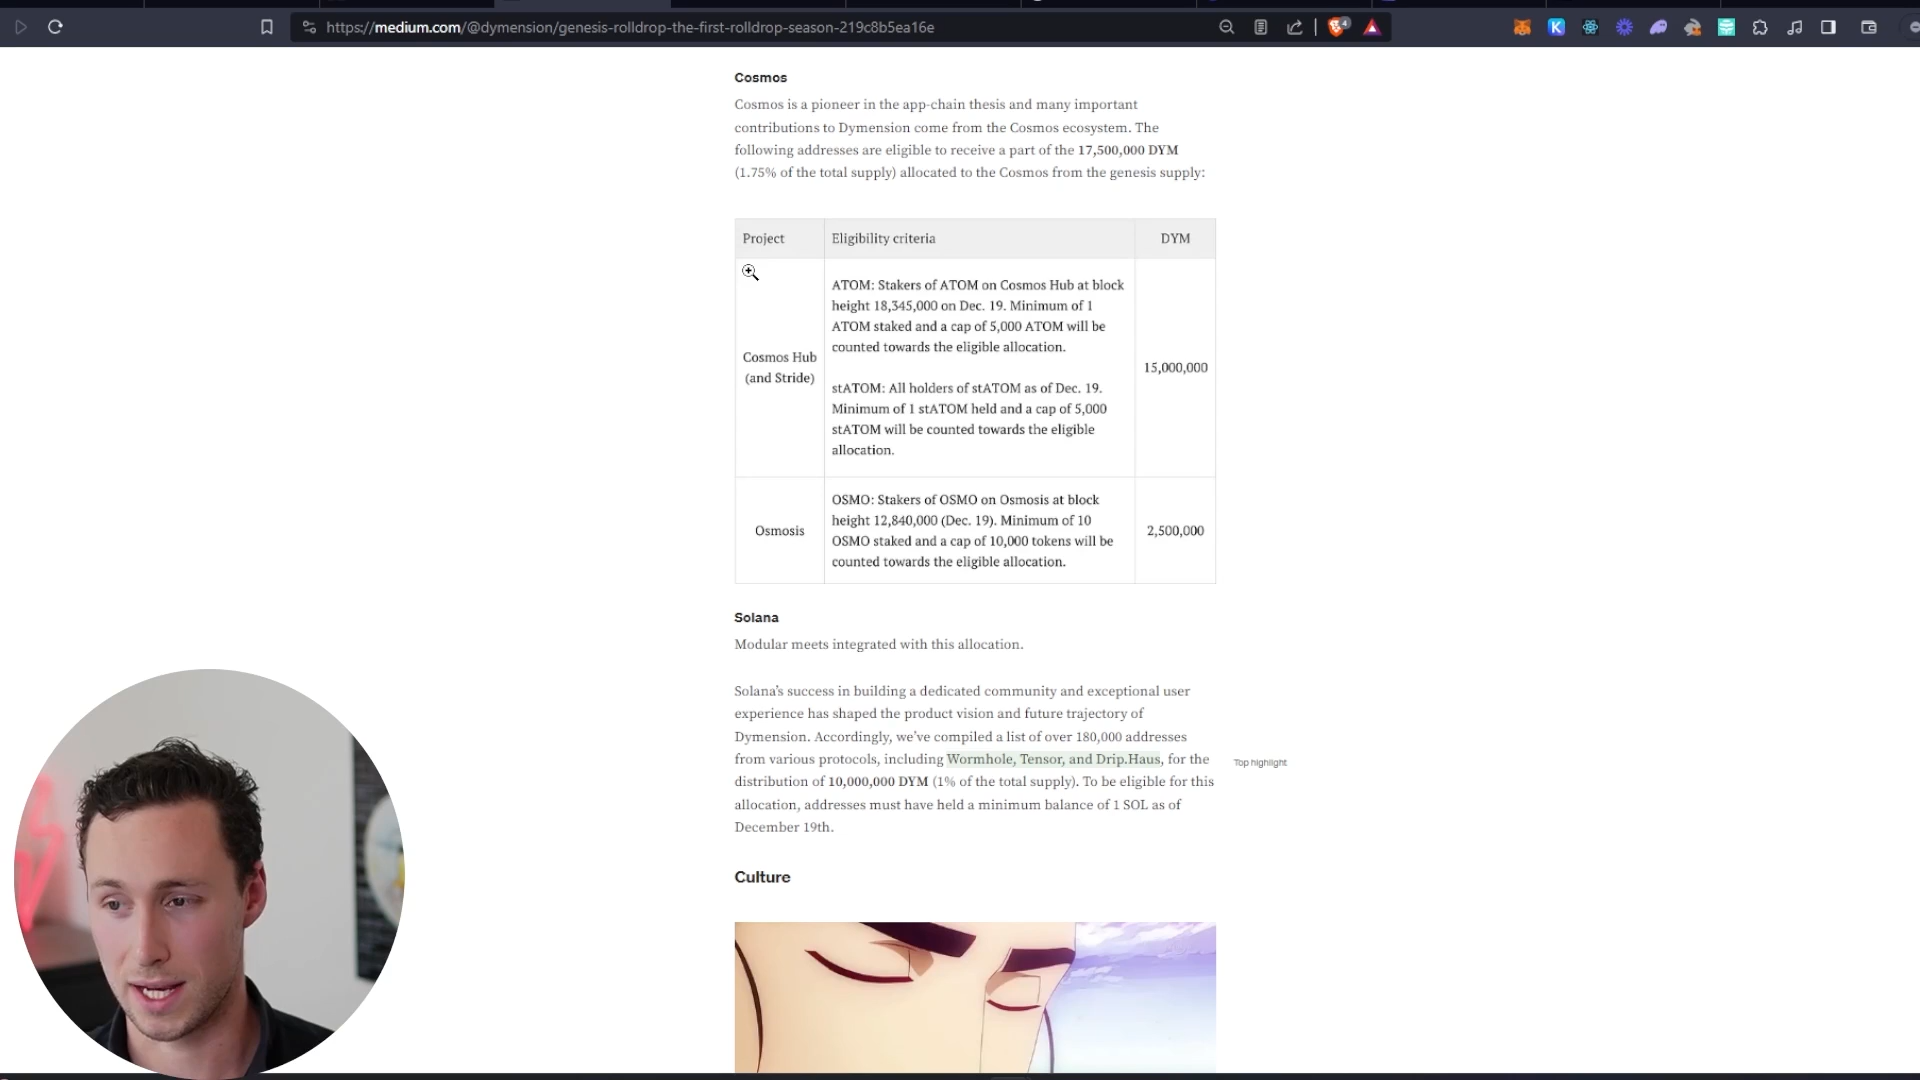 https://medium.com/@dymension/genesis-rolldrop-the-first-rolldrop-season-219c8b5ea16e
4
K
Cosmos
Cosmos is a pioneer in the app-chain thesis and many important
contributions to Dymension come from the Cosmos ecosystem. The
following addresses are eligible to receive a part of the 17,500,000 DYM
(1.75% of the total supply) allocated to the Cosmos from the genesis supply:
Project
Eligibility criteria
DYM
Cosmos Hub
(and Stride)
ATOM: Stakers of ATOM on Cosmos Hub at block
height 18,345,000 on Dec. 19. Minimum of 1
ATOM staked and a cap of 5,000 ATOM will be
counted towards the eligible allocation.
stATOM: All holders of stATOM as of Dec. 19.
Minimum of 1 stATOM held and a cap of 5,000
stATOM will be counted towards the eligible
allocation.
15,000,000
Osmosis
OSMO: Stakers of OSMO on Osmosis at block
height 12,840,000 (Dec. 19). Minimum of 10
OSMO staked and a cap of 10,000 tokens will be
counted towards the eligible allocation.
2,500,000
Solana
Modular meets integrated with this allocation.
Solana’s success in building a dedicated community and exceptional user
experience has shaped the product vision and future trajectory of
Dymension. Accordingly, we’ve compiled a list of over 180,000 addresses
from various protocols, including Wormhole, Tensor, and Drip.Haus, for the
Top highlight
distribution of 10,000,000 DYM (1% of the total supply). To be eligible for this
allocation, addresses must have held a minimum balance of 1 SOL as of
December 19th.
Culture